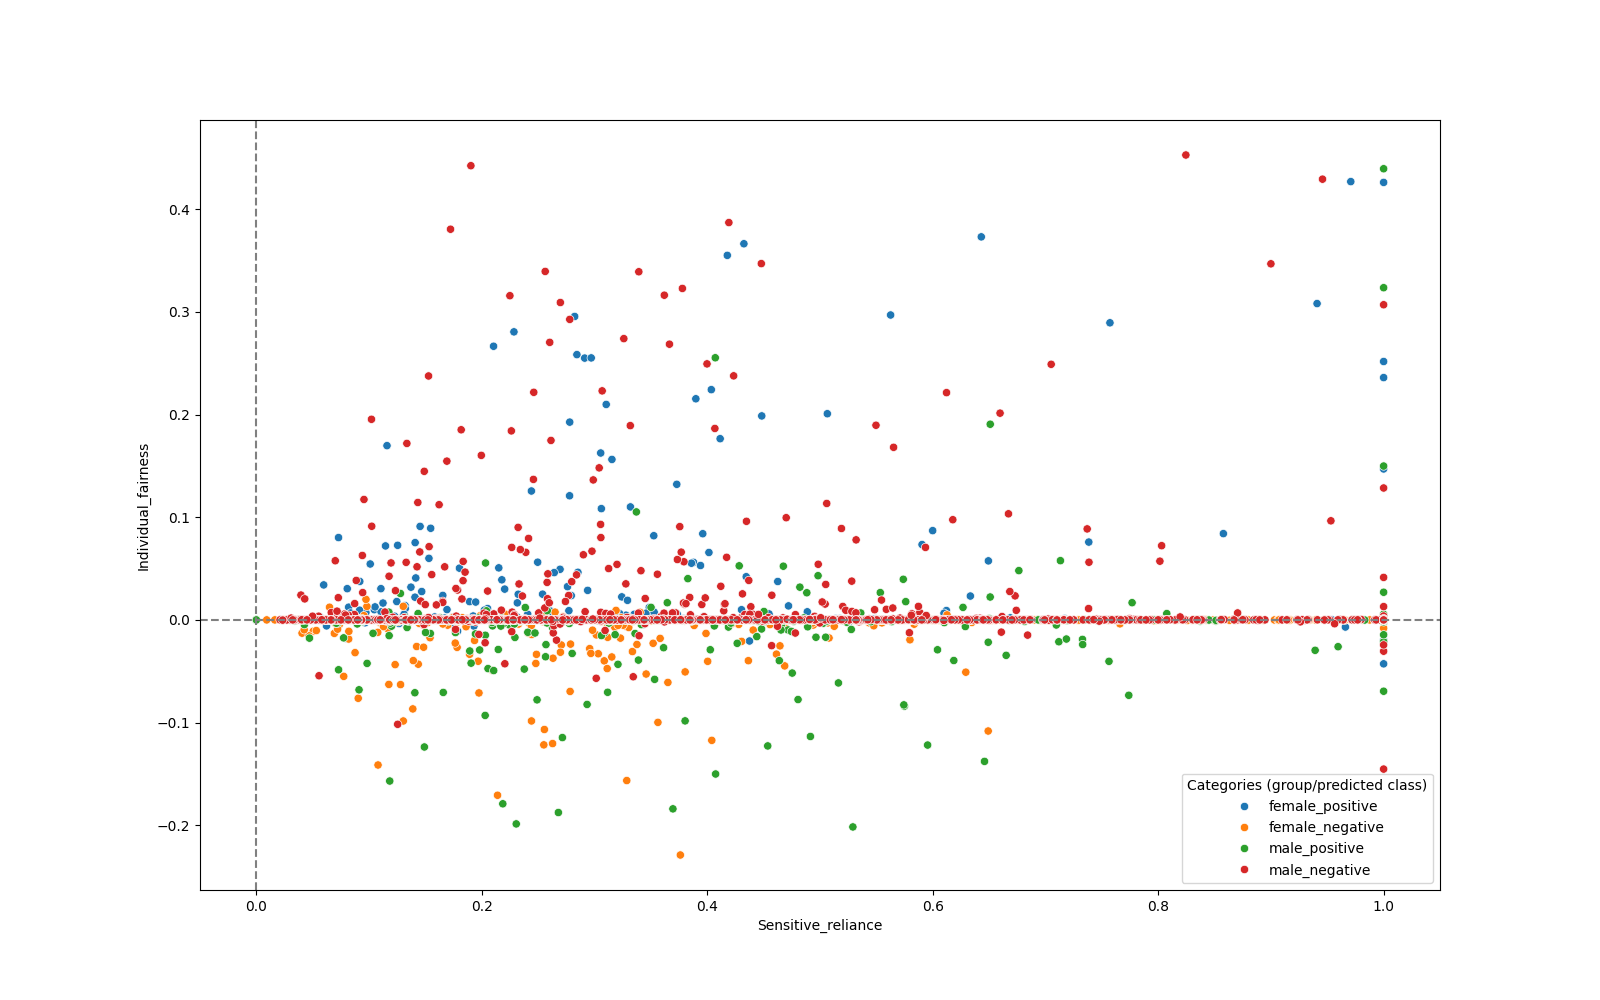 0.4
0.3
0.2
0.1
0.0
−0.1
−0.2
Individual_fairness
0.0
0.2
0.4
0.6
0.8
1.0
Sensitive_reliance
Categories (group/predicted class)
female_positive
female_negative
male_positive
male_negative